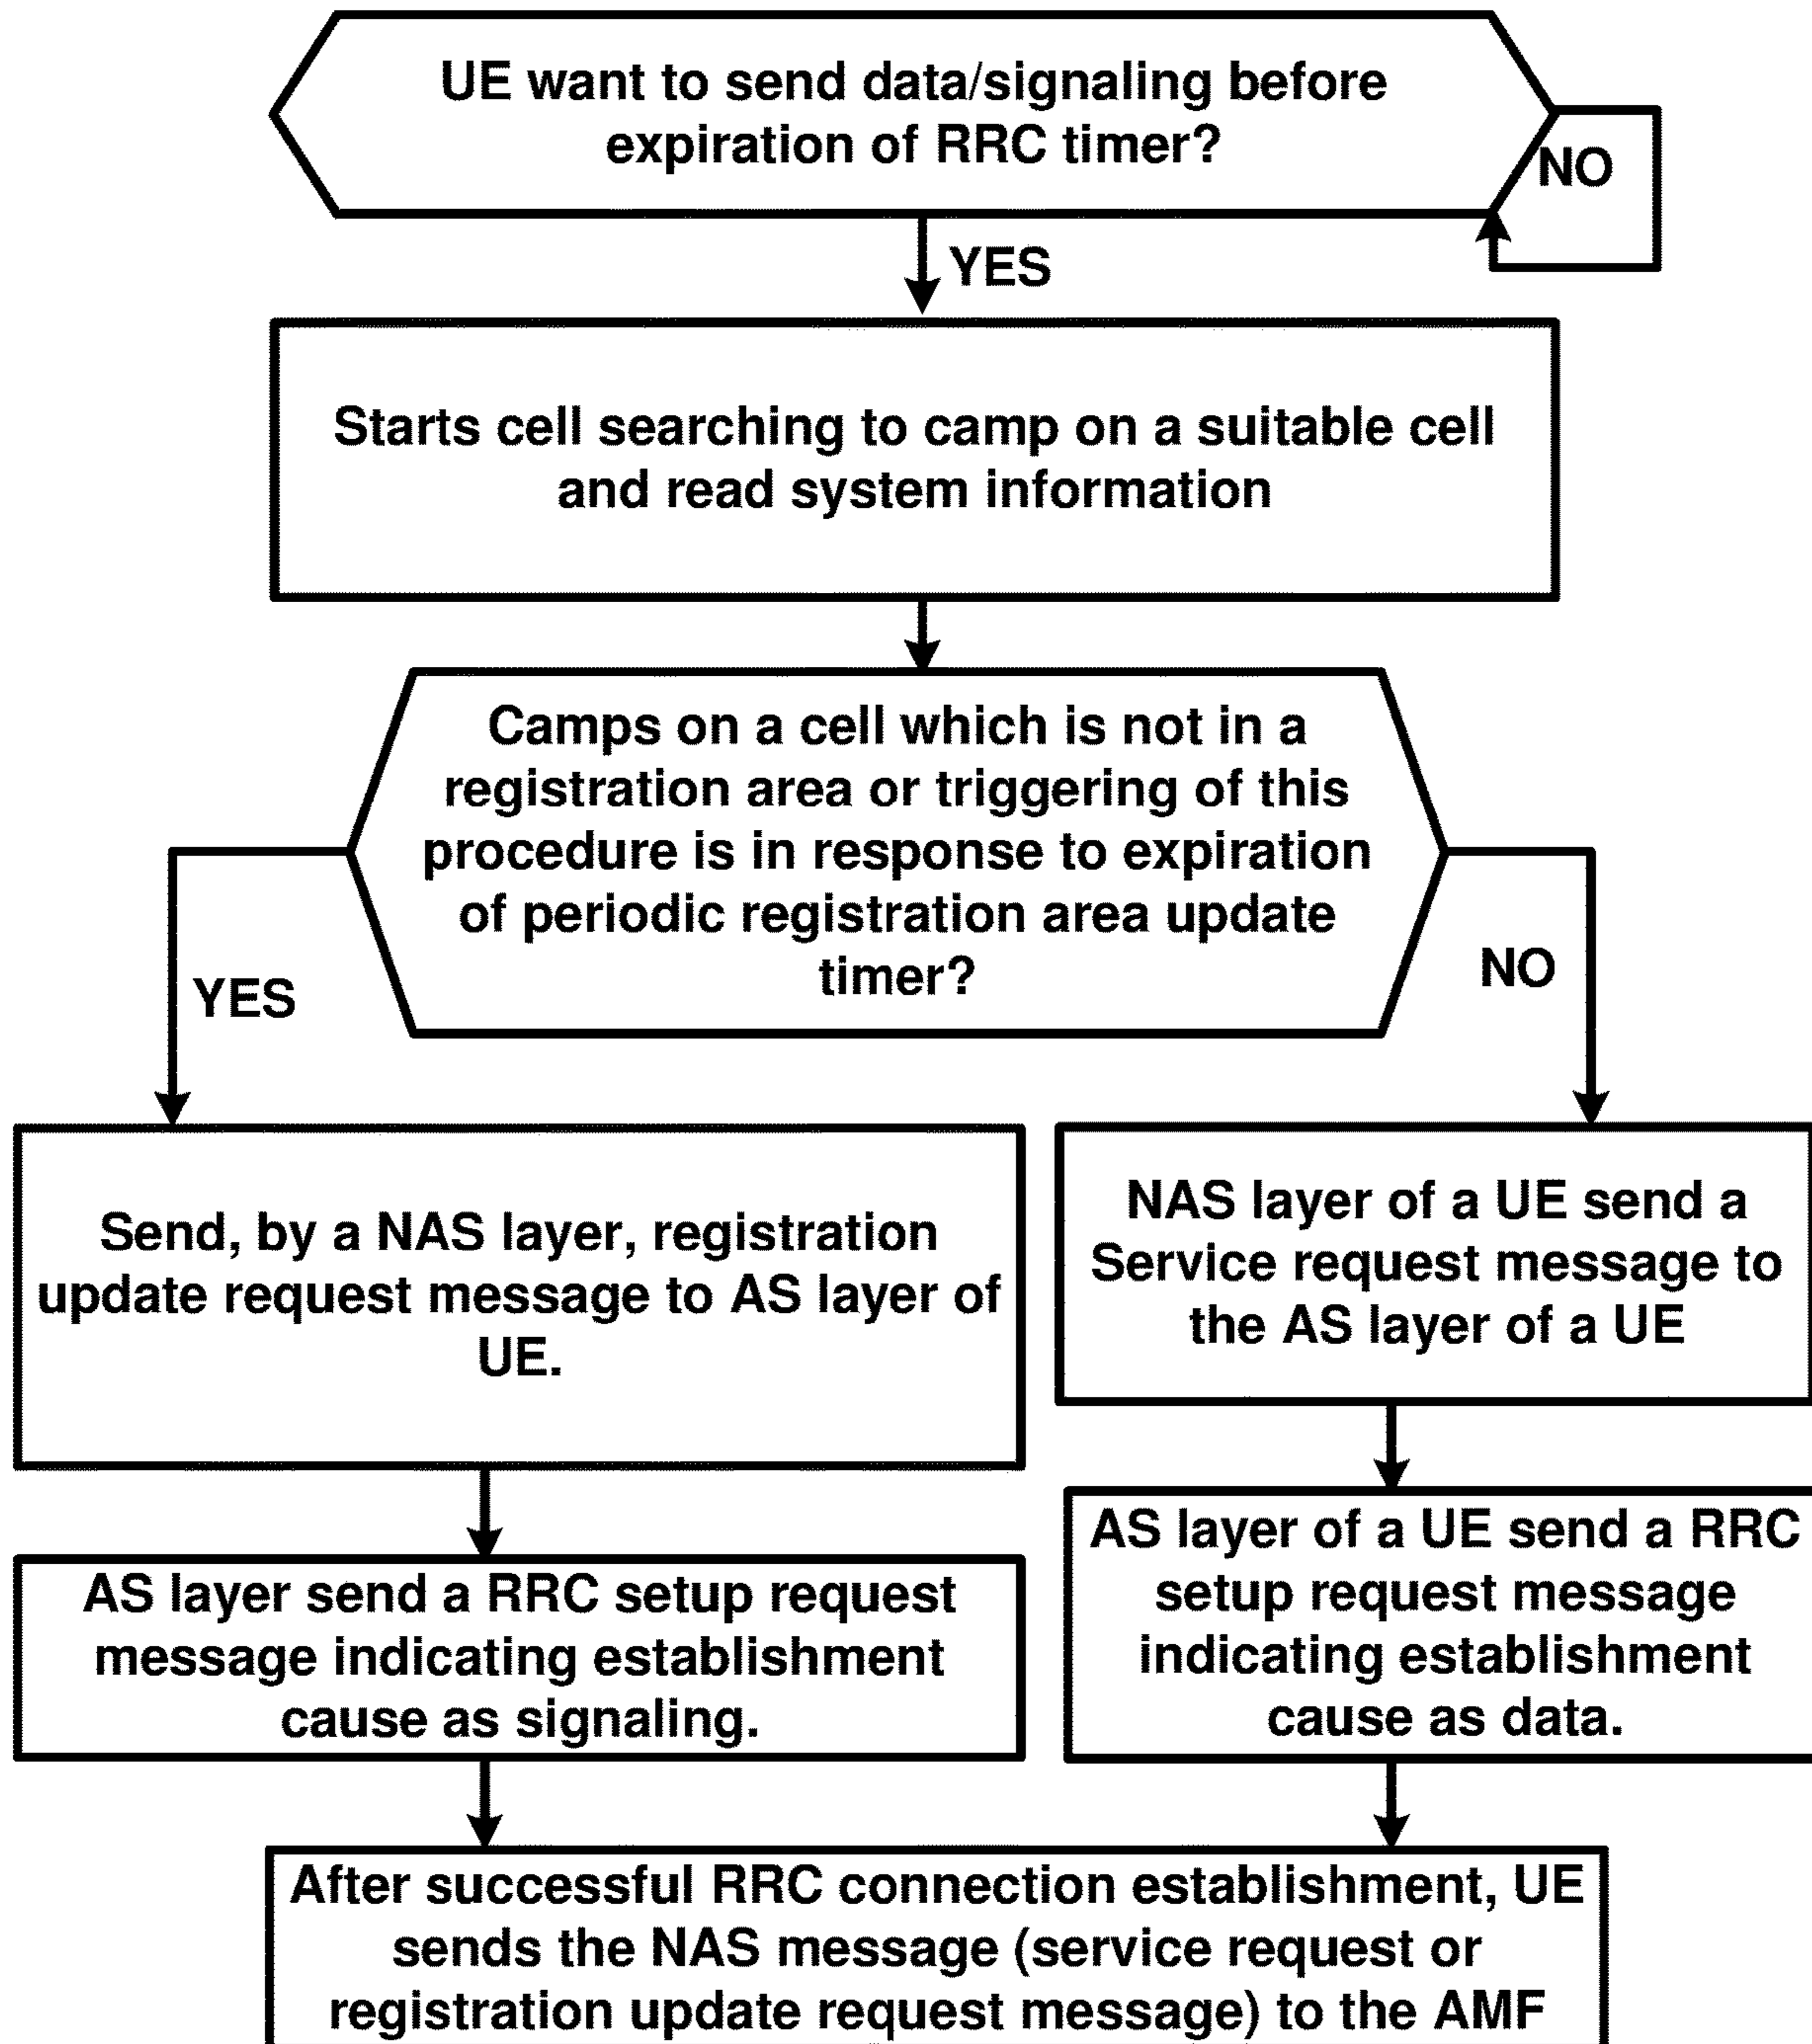 UE want to send data/signaling before
expiration of RRC timer?
NO
YES
Starts cell searching to camp on a suitable cell
and read system information
Camps on a cell which is not in a
registration area or triggering of this
procedure is in response to expiration
of periodic registration area update
timer?
YES
NO
Send, by a NAS layer, registration
update request message to AS layer of
UE.
NAS layer of a UE send a
Service request message to
the AS layer of a UE
AS layer send a RRC setup request
message indicating establishment
cause as signaling.
AS layer of a UE send a RRC
setup request message
indicating establishment
cause as data.
After successful RRC connection establishment, UE
sends the NAS message (service request or
registration update request message) to the AMF